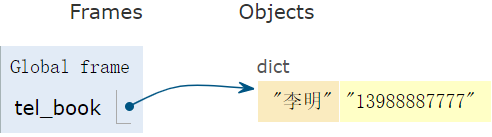 Frames Objects
Global frame
dict
tel_book "李明" "13988887777"